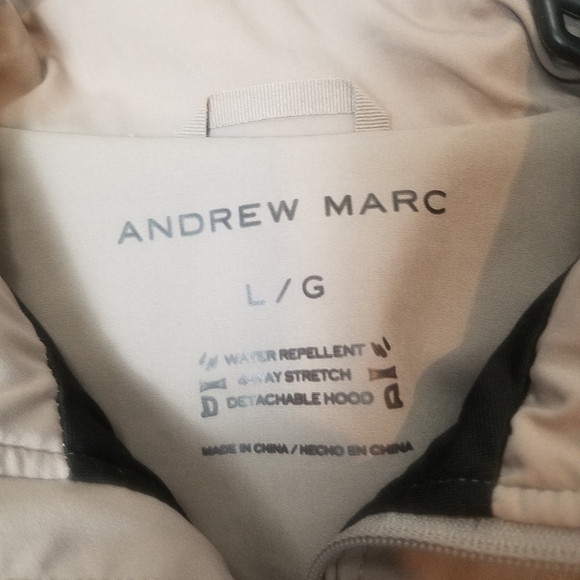 ANDREW MARC
L / G
WATER REPELLENT
4-WAY STRETCH
DETACHABLE HOOD
MADE IN CHINA / HECHO EN CHINA